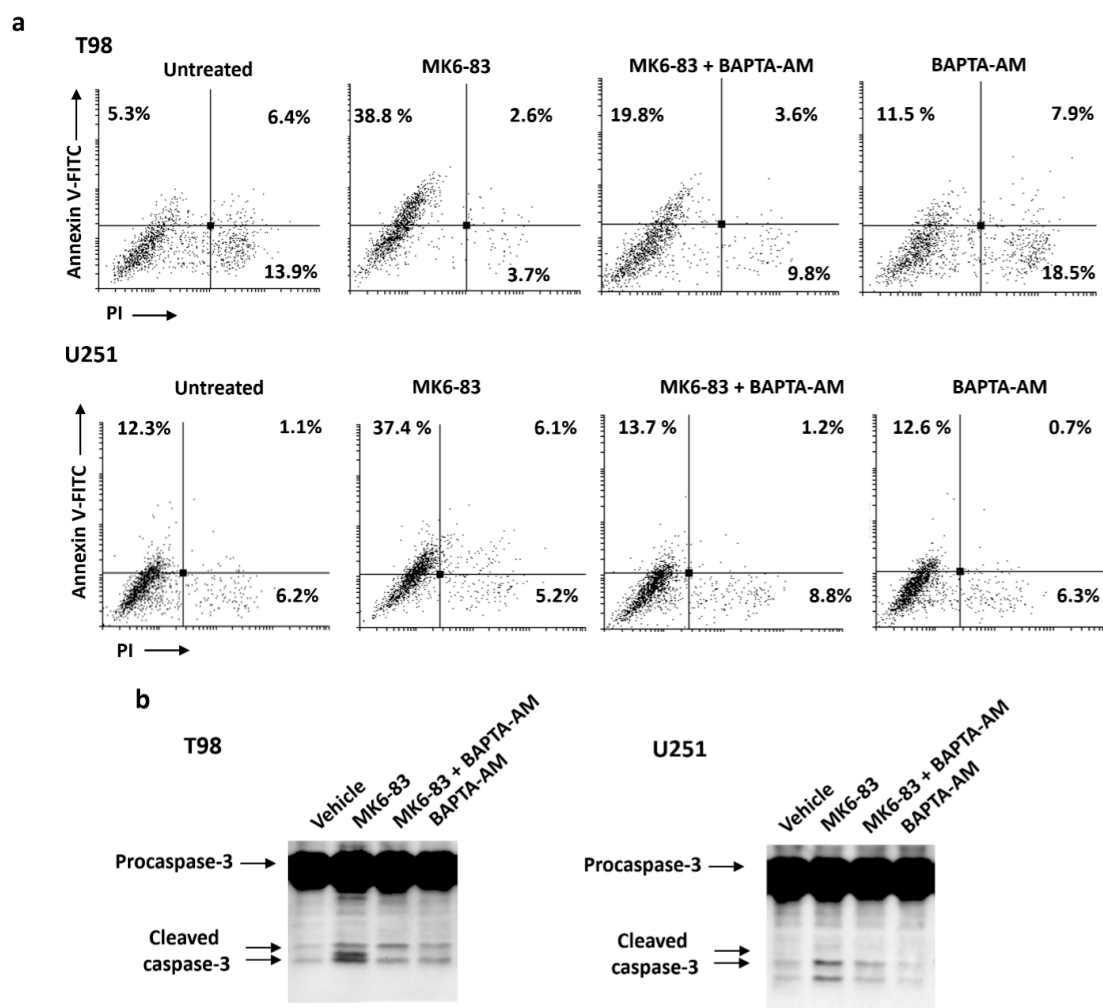 a
T98
Untreated
MK6-83
MK6-83 + BAPTA-AM
BAPTA-AM
5.3%
6.4%
38.8 %
2.6%
19.8%
3.6%
11.5 %
7.9%
Annexin V-FITC
13.9%
3.7%
9.8%
18.5%
PI
U251
Untreated
MK6-83
MK6-83 + BAPTA-AM
BAPTA-AM
12.3%
1.1%
37.4 %
6.1%
13.7 %
1.2%
12.6 %
0.7%
Annexin V-FITC
6.2%
5.2%
8.8%
6.3%
PI
b
T98
Vehicle
MK6-83
MK6-83 + BAPTA-AM
BAPTA-AM
Procaspase-3
Cleaved
caspase-3
U251
Vehicle
MK6-83
MK6-83 + BAPTA-AM
BAPTA-AM
Procaspase-3
Cleaved
caspase-3